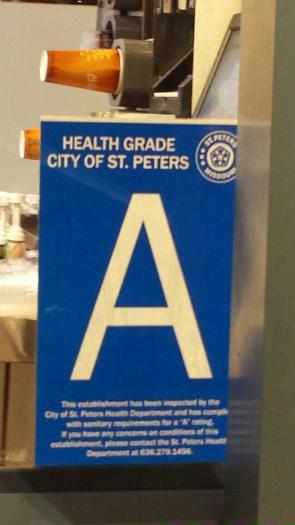 HEALTH GRADE
CITY OF ST. PETERS
ST. PETERS
MISSOURI
A
This establishment has been inspected by the
City of St. Peters Health Department and has compli
with sanitary requirements for a "A" rating.
If you have any concerns on conditions of this
establishment, please contact the St. Peters Healt
Department at 636.279.1456.